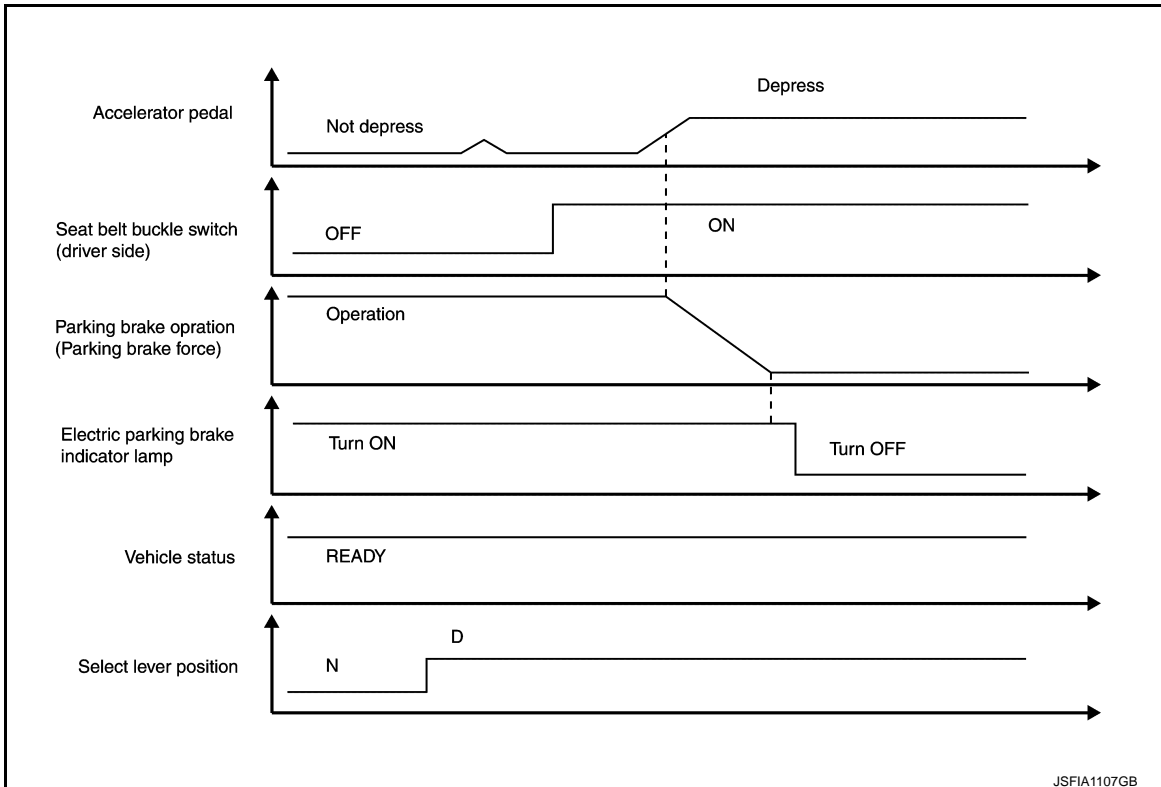 Depress
Accelerator pedal
Not depress
Seat belt buckle switch
(driver side)
OFF
ON
Parking brake opration
(Parking brake force)
Operation
Electric parking brake
indicator lamp
Turn ON
Turn OFF
Vehicle status
READY
Select lever position
N
D
JSFIA1107GB